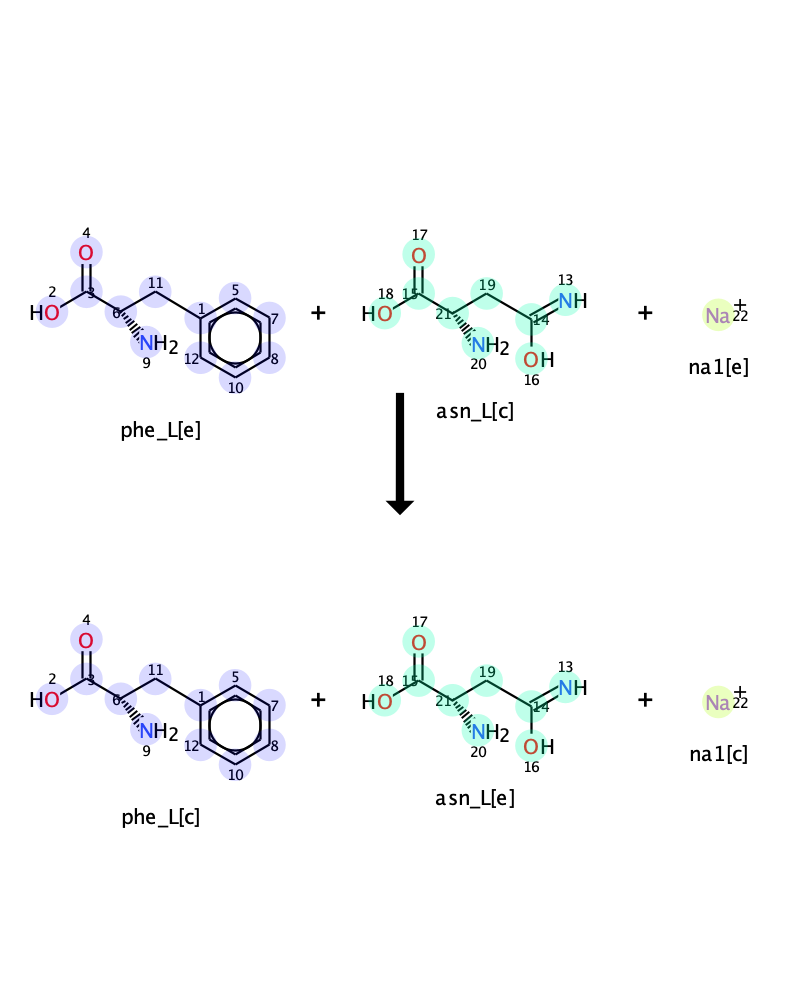 4
2 3 11 5
HO O 6 1 7
NH2 12 8
9 10
+
17
18 15 19 13
HO O 21 14 NH
NH2 OH
20 16
+
Na+ 22
na1[e]
asn_L[c]
phe_L[e]
4
2 3 11 5
HO O 6 1 7
NH2 12 8
9 10
+
17
18 15 19 13
HO O 21 14 NH
NH2 OH
20 16
+
Na+ 22
na1[c]
asn_L[e]
phe_L[c]